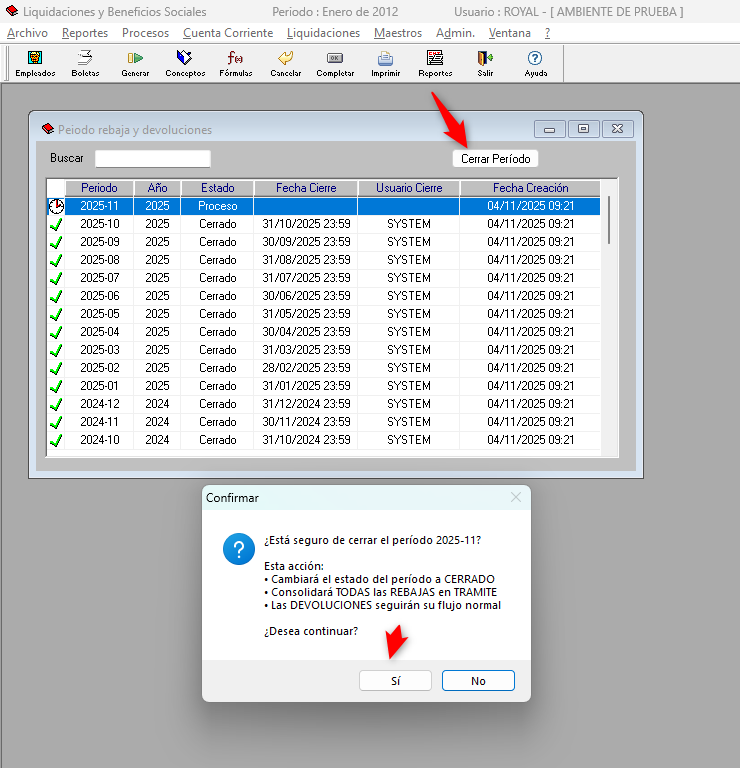 Liquidaciones y Beneficios Sociales Periodo : Enero de 2012 Usuario : ROYAL - [ AMBIENTE DE PRUEBA ]
Archivo Reportes Procesos Cuenta Corriente Liquidaciones Maestros Admin. Ventana ?
Empleados Boletas Generar Conceptos Fórmulas Cancelar Completar Imprimir Reportes Salir Ayuda
Peiodo rebaja y devoluciones
Buscar Cerrar Período
Periodo Año Estado Fecha Cierre Usuario Cierre Fecha Creación
2025-11 2025 Proceso 04/11/2025 09:21
2025-10 2025 Cerrado 31/10/2025 23:59 SYSTEM 04/11/2025 09:21
2025-09 2025 Cerrado 30/09/2025 23:59 SYSTEM 04/11/2025 09:21
2025-08 2025 Cerrado 31/08/2025 23:59 SYSTEM 04/11/2025 09:21
2025-07 2025 Cerrado 31/07/2025 23:59 SYSTEM 04/11/2025 09:21
2025-06 2025 Cerrado 30/06/2025 23:59 SYSTEM 04/11/2025 09:21
2025-05 2025 Cerrado 31/05/2025 23:59 SYSTEM 04/11/2025 09:21
2025-04 2025 Cerrado 30/04/2025 23:59 SYSTEM 04/11/2025 09:21
2025-03 2025 Cerrado 31/03/2025 23:59 SYSTEM 04/11/2025 09:21
2025-02 2025 Cerrado 28/02/2025 23:59 SYSTEM 04/11/2025 09:21
2025-01 2025 Cerrado 31/01/2025 23:59 SYSTEM 04/11/2025 09:21
2024-12 2024 Cerrado 31/12/2024 23:59 SYSTEM 04/11/2025 09:21
2024-11 2024 Cerrado 30/11/2024 23:59 SYSTEM 04/11/2025 09:21
2024-10 2024 Cerrado 31/10/2024 23:59 SYSTEM 04/11/2025 09:21
Confirmar
¿Está seguro de cerrar el período 2025-11?
Esta acción:
• Cambiará el estado del período a CERRADO
• Consolidará TODAS las REBAJAS en TRAMITE
• Las DEVOLUCIONES seguirán su flujo normal
¿Desea continuar?
Sí No